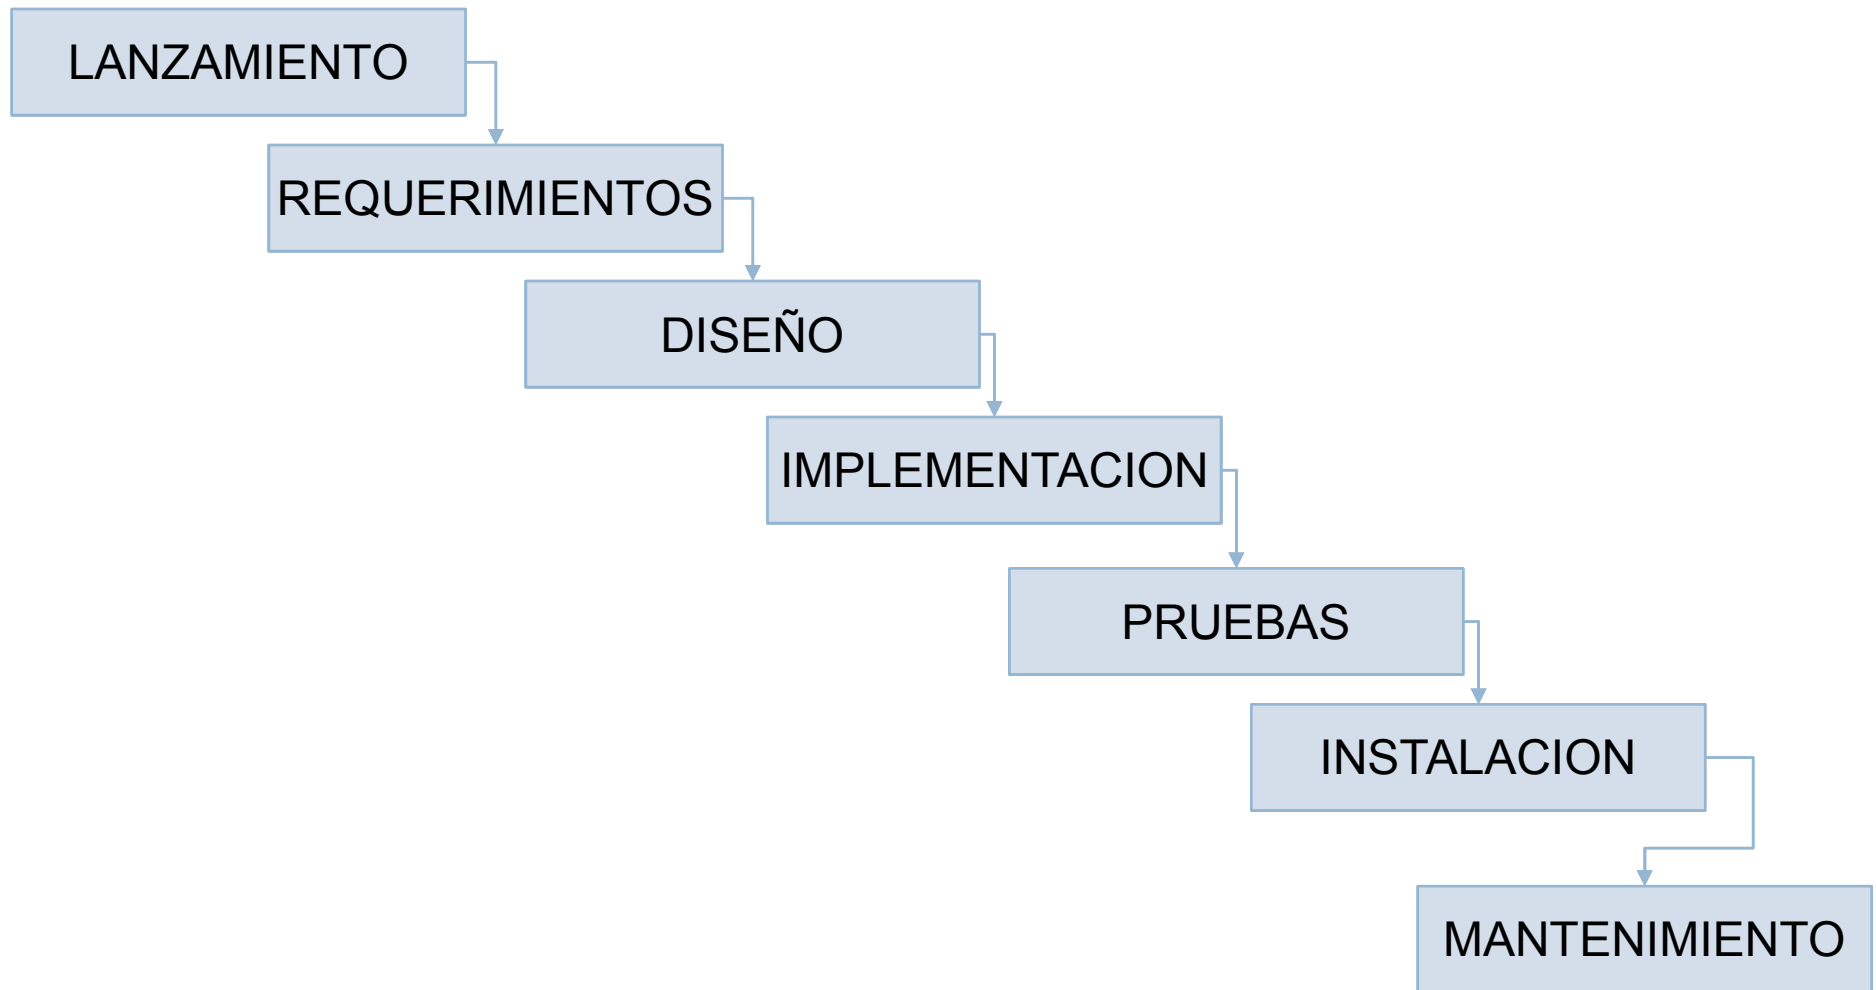 LANZAMIENTO
REQUERIMIENTOS
DISEÑO
IMPLEMENTACION
PRUEBAS
INSTALACION
MANTENIMIENTO